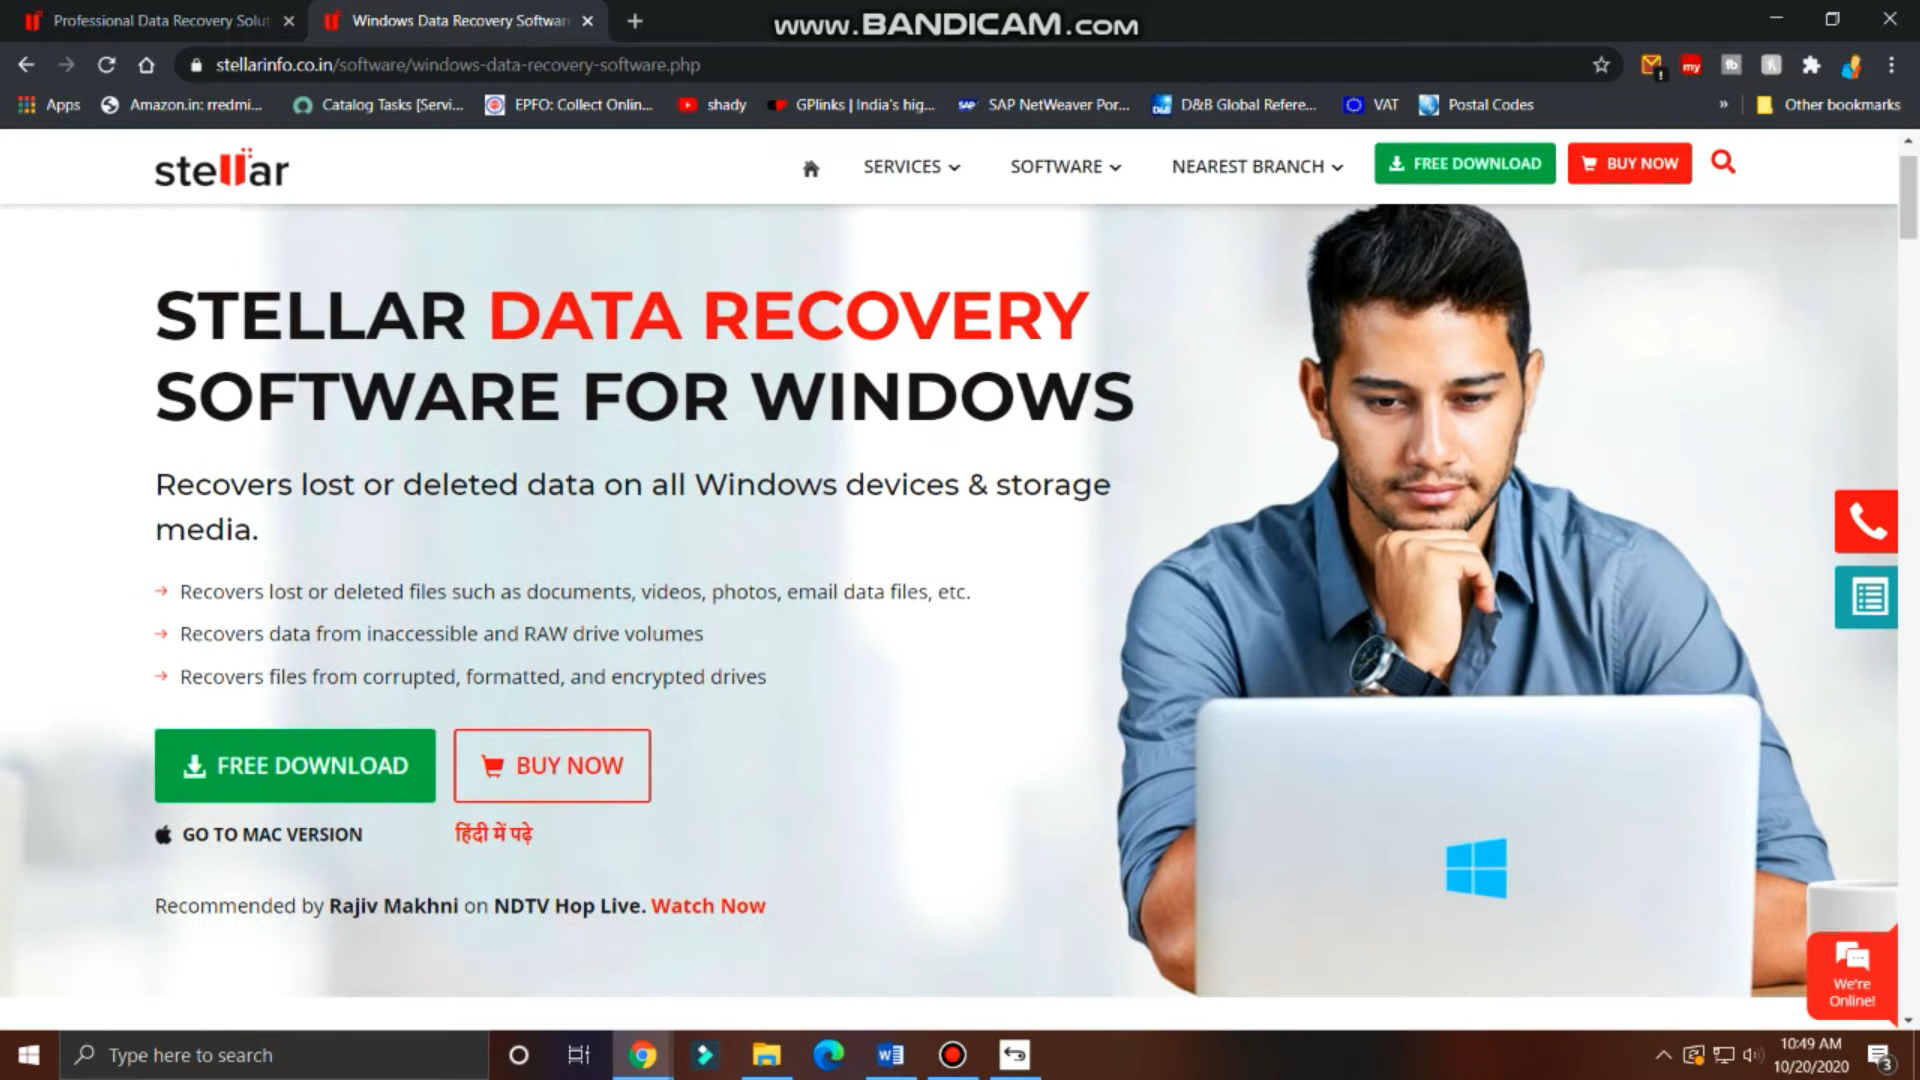 Professional Data Recovery Solut
Windows Data Recovery Softwar
www.BANDICAM.com
stellarinfo.co.in/software/windows-data-recovery-software.php
my
Apps
Amazon.in: rredmi...
Catalog Tasks [Servi...
EPFO: Collect Onlin...
shady
GPlinks | India's hig...
SAP
SAP NetWeaver Por...
D&B Global Refere...
VAT
Postal Codes
»
Other bookmarks
stellar
SERVICES
SOFTWARE
NEAREST BRANCH
FREE DOWNLOAD
BUY NOW
STELLAR DATA RECOVERY
SOFTWARE FOR WINDOWS
Recovers lost or deleted data on all Windows devices & storage
media.
Recovers lost or deleted files such as documents, videos, photos, email data files, etc.
Recovers data from inaccessible and RAW drive volumes
Recovers files from corrupted, formatted, and encrypted drives
FREE DOWNLOAD
BUY NOW
GO TO MAC VERSION
हिंदी में पढ़े
Recommended by Rajiv Makhni on NDTV Hop Live. Watch Now
We're
Online!
Type here to search
10:49 AM
10/20/2020
3